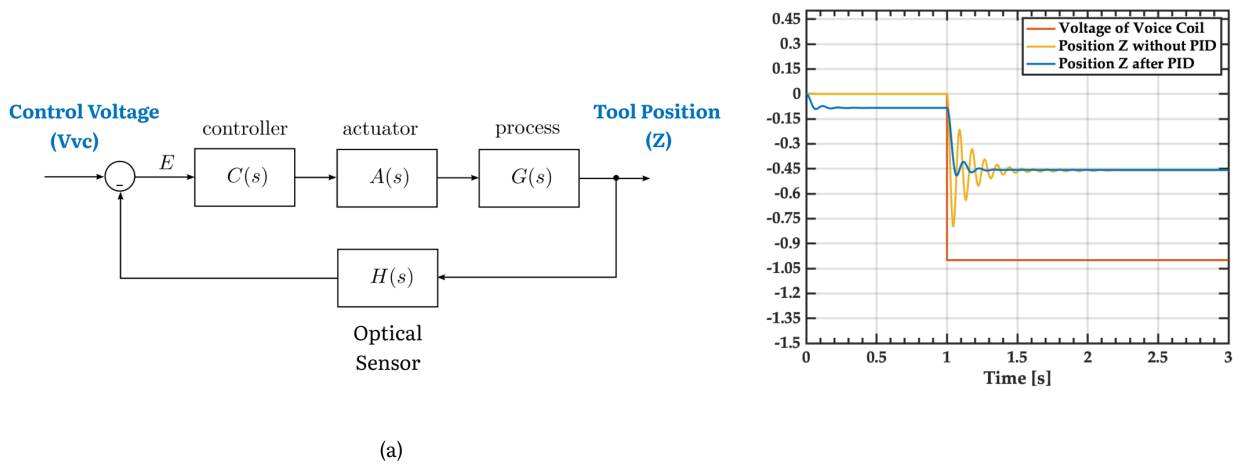 Control Voltage
(Vvc)
E
-
controller
C(s)
actuator
A(s)
process
G(s)
Tool Position
(Z)
H(s)
Optical
Sensor
(a)
Voltage of Voice Coil
Position Z without PID
Position Z after PID
0.45
0.3
0.15
0
-0.15
-0.3
-0.45
-0.6
-0.75
-0.9
-1.05
-1.2
-1.35
-1.5
0 0.5 1 1.5 2 2.5 3
Time [s]